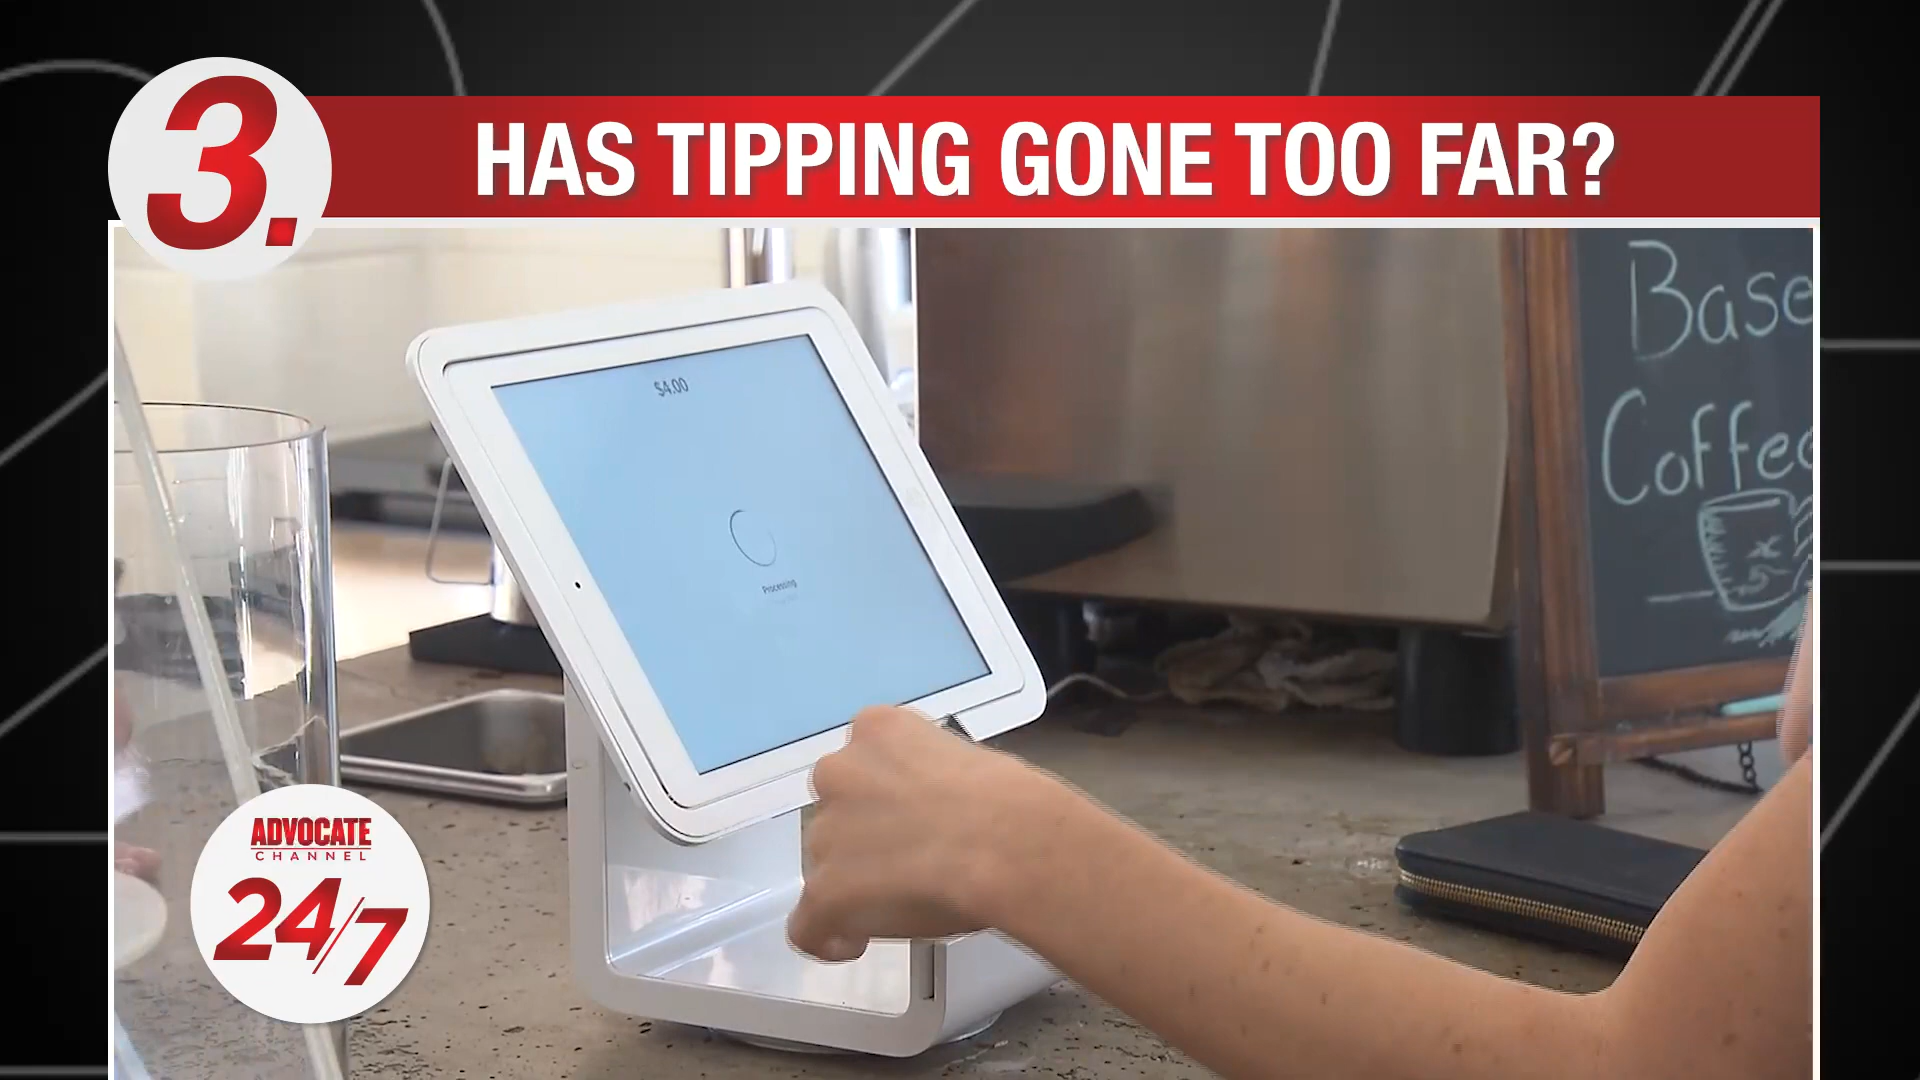 3.
HAS TIPPING GONE TOO FAR?
$4.00
Processing
Base
Coffee
ADVOCATE
CHANNEL
24/7